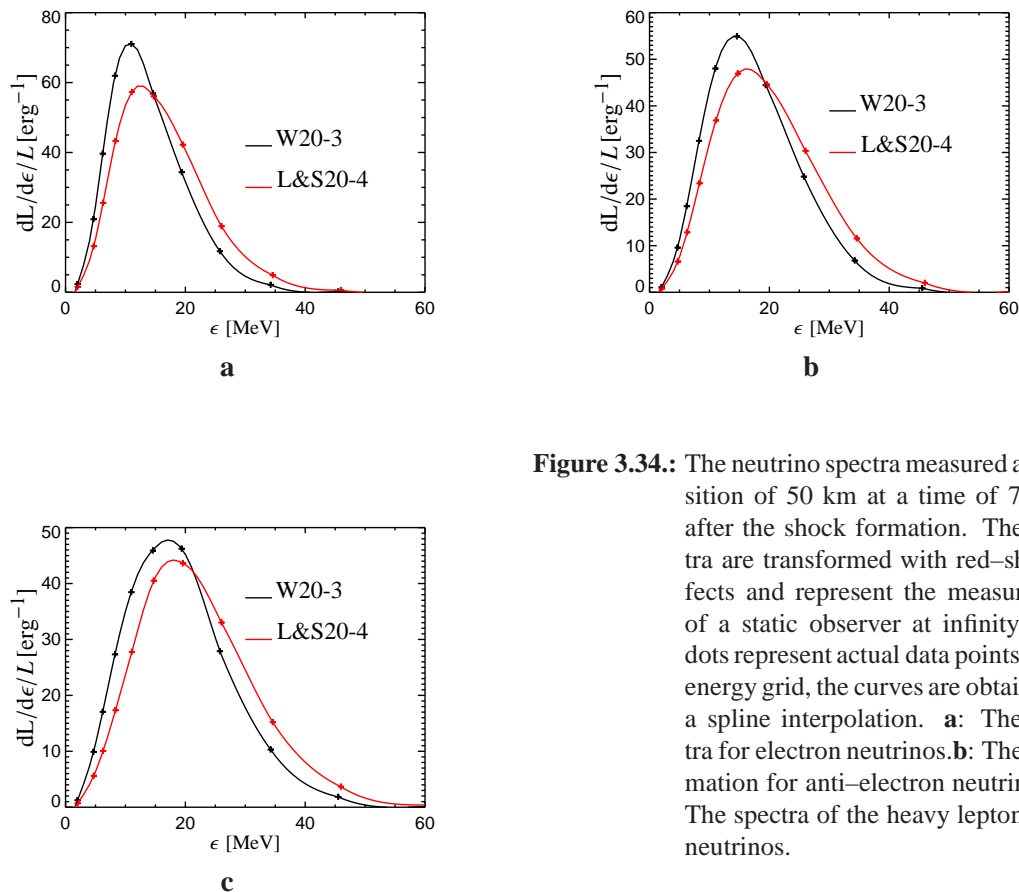 80
60
40
20
0
dL/dε/L [erg⁻¹]
W20-3
L&S20-4
0 20 40 60
ε [MeV]
a
60
50
40
30
20
10
0
dL/dε/L [erg⁻¹]
W20-3
L&S20-4
0 20 40 60
ε [MeV]
b
50
40
30
20
10
0
dL/dε/L [erg⁻¹]
W20-3
L&S20-4
0 20 40 60
ε [MeV]
c
Figure 3.34.: The neutrino spectra measured a
sition of 50 km at a time of 7
after the shock formation. The
tra are transformed with red–sh
fects and represent the measur
of a static observer at infinity
dots represent actual data points
energy grid, the curves are obtai
a spline interpolation. a: The
tra for electron neutrinos.b: The
mation for anti–electron neutrin
The spectra of the heavy lepton
neutrinos.